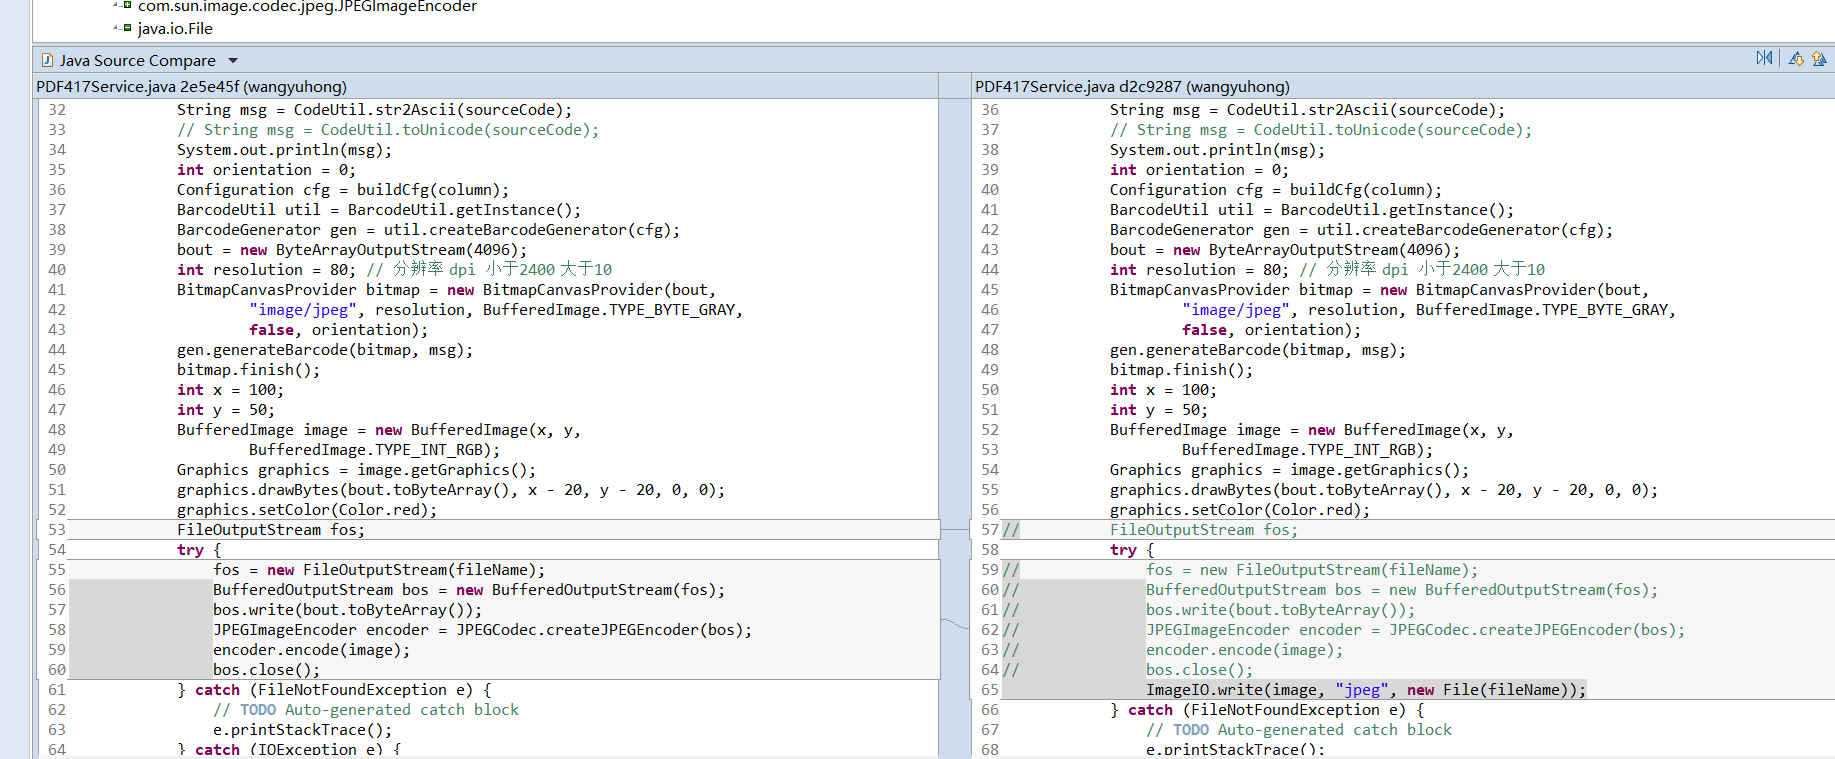 com.sun.image.codec.jpeg.JPEGImageEncoder
java.io.File
Java Source Compare
PDF417Service.java 2e5e45f (wangyuhong)
32 String msg = CodeUtil.str2Ascii(sourceCode);
33 // String msg = CodeUtil.toUnicode(sourceCode);
34 System.out.println(msg);
35 int orientation = 0;
36 Configuration cfg = buildCfg(column);
37 BarcodeUtil util = BarcodeUtil.getInstance();
38 BarcodeGenerator gen = util.createBarcodeGenerator(cfg);
39 bout = new ByteArrayOutputStream(4096);
40 int resolution = 80; // 分辨率 dpi 小于2400 大于10
41 BitmapCanvasProvider bitmap = new BitmapCanvasProvider(bout,
42 "image/jpeg", resolution, BufferedImage.TYPE_BYTE_GRAY,
43 false, orientation);
44 gen.generateBarcode(bitmap, msg);
45 bitmap.finish();
46 int x = 100;
47 int y = 50;
48 BufferedImage image = new BufferedImage(x, y,
49 BufferedImage.TYPE_INT_RGB);
50 Graphics graphics = image.getGraphics();
51 graphics.drawBytes(bout.toByteArray(), x - 20, y - 20, 0, 0);
52 graphics.setColor(Color.red);
53 FileOutputStream fos;
54 try {
55 fos = new FileOutputStream(fileName);
56 BufferedOutputStream bos = new BufferedOutputStream(fos);
57 bos.write(bout.toByteArray());
58 JPEGImageEncoder encoder = JPEGCodec.createJPEGEncoder(bos);
59 encoder.encode(image);
60 bos.close();
61 } catch (FileNotFoundException e) {
62 // TODO Auto-generated catch block
63 e.printStackTrace();
64 } catch (IOException e) {
PDF417Service.java d2c9287 (wangyuhong)
36 String msg = CodeUtil.str2Ascii(sourceCode);
37 // String msg = CodeUtil.toUnicode(sourceCode);
38 System.out.println(msg);
39 int orientation = 0;
40 Configuration cfg = buildCfg(column);
41 BarcodeUtil util = BarcodeUtil.getInstance();
42 BarcodeGenerator gen = util.createBarcodeGenerator(cfg);
43 bout = new ByteArrayOutputStream(4096);
44 int resolution = 80; // 分辨率 dpi 小于2400 大于10
45 BitmapCanvasProvider bitmap = new BitmapCanvasProvider(bout,
46 "image/jpeg", resolution, BufferedImage.TYPE_BYTE_GRAY,
47 false, orientation);
48 gen.generateBarcode(bitmap, msg);
49 bitmap.finish();
50 int x = 100;
51 int y = 50;
52 BufferedImage image = new BufferedImage(x, y,
53 BufferedImage.TYPE_INT_RGB);
54 Graphics graphics = image.getGraphics();
55 graphics.drawBytes(bout.toByteArray(), x - 20, y - 20, 0, 0);
56 graphics.setColor(Color.red);
57 // FileOutputStream fos;
58 try {
59 // fos = new FileOutputStream(fileName);
60 // BufferedOutputStream bos = new BufferedOutputStream(fos);
61 // bos.write(bout.toByteArray());
62 // JPEGImageEncoder encoder = JPEGCodec.createJPEGEncoder(bos);
63 // encoder.encode(image);
64 // bos.close();
65 ImageIO.write(image, "jpeg", new File(fileName));
66 } catch (FileNotFoundException e) {
67 // TODO Auto-generated catch block
68 e.printStackTrace();